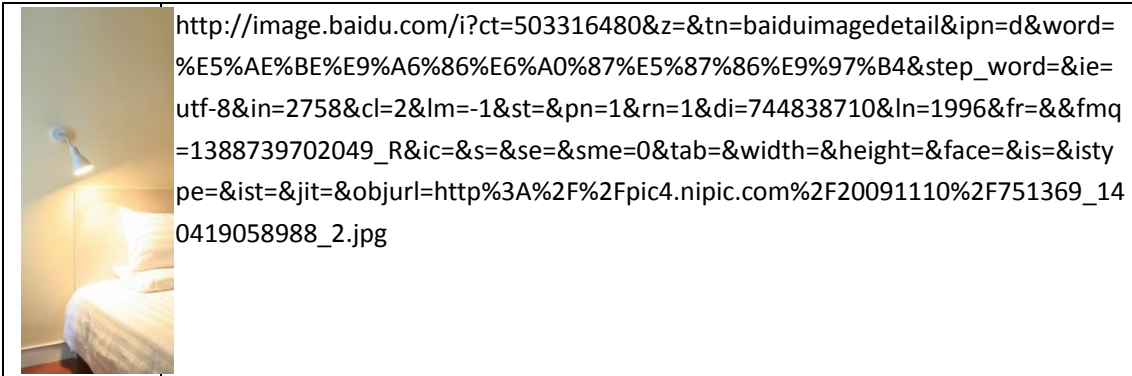 http://image.baidu.com/i?ct=503316480&z=&tn=baiduimagedetail&ipn=d&word=
%E5%AE%BE%E9%A6%86%E6%A0%87%E5%87%86%E9%97%B4&step_word=&ie=
utf-8&in=2758&cl=2&lm=-1&st=&pn=1&rn=1&di=744838710&ln=1996&fr=&&fmq
=1388739702049_R&ic=&s=&se=&sme=0&tab=&width=&height=&face=&is=&isty
pe=&ist=&jit=&objurl=http%3A%2F%2Fpic4.nipic.com%2F20091110%2F751369_14
0419058988_2.jpg